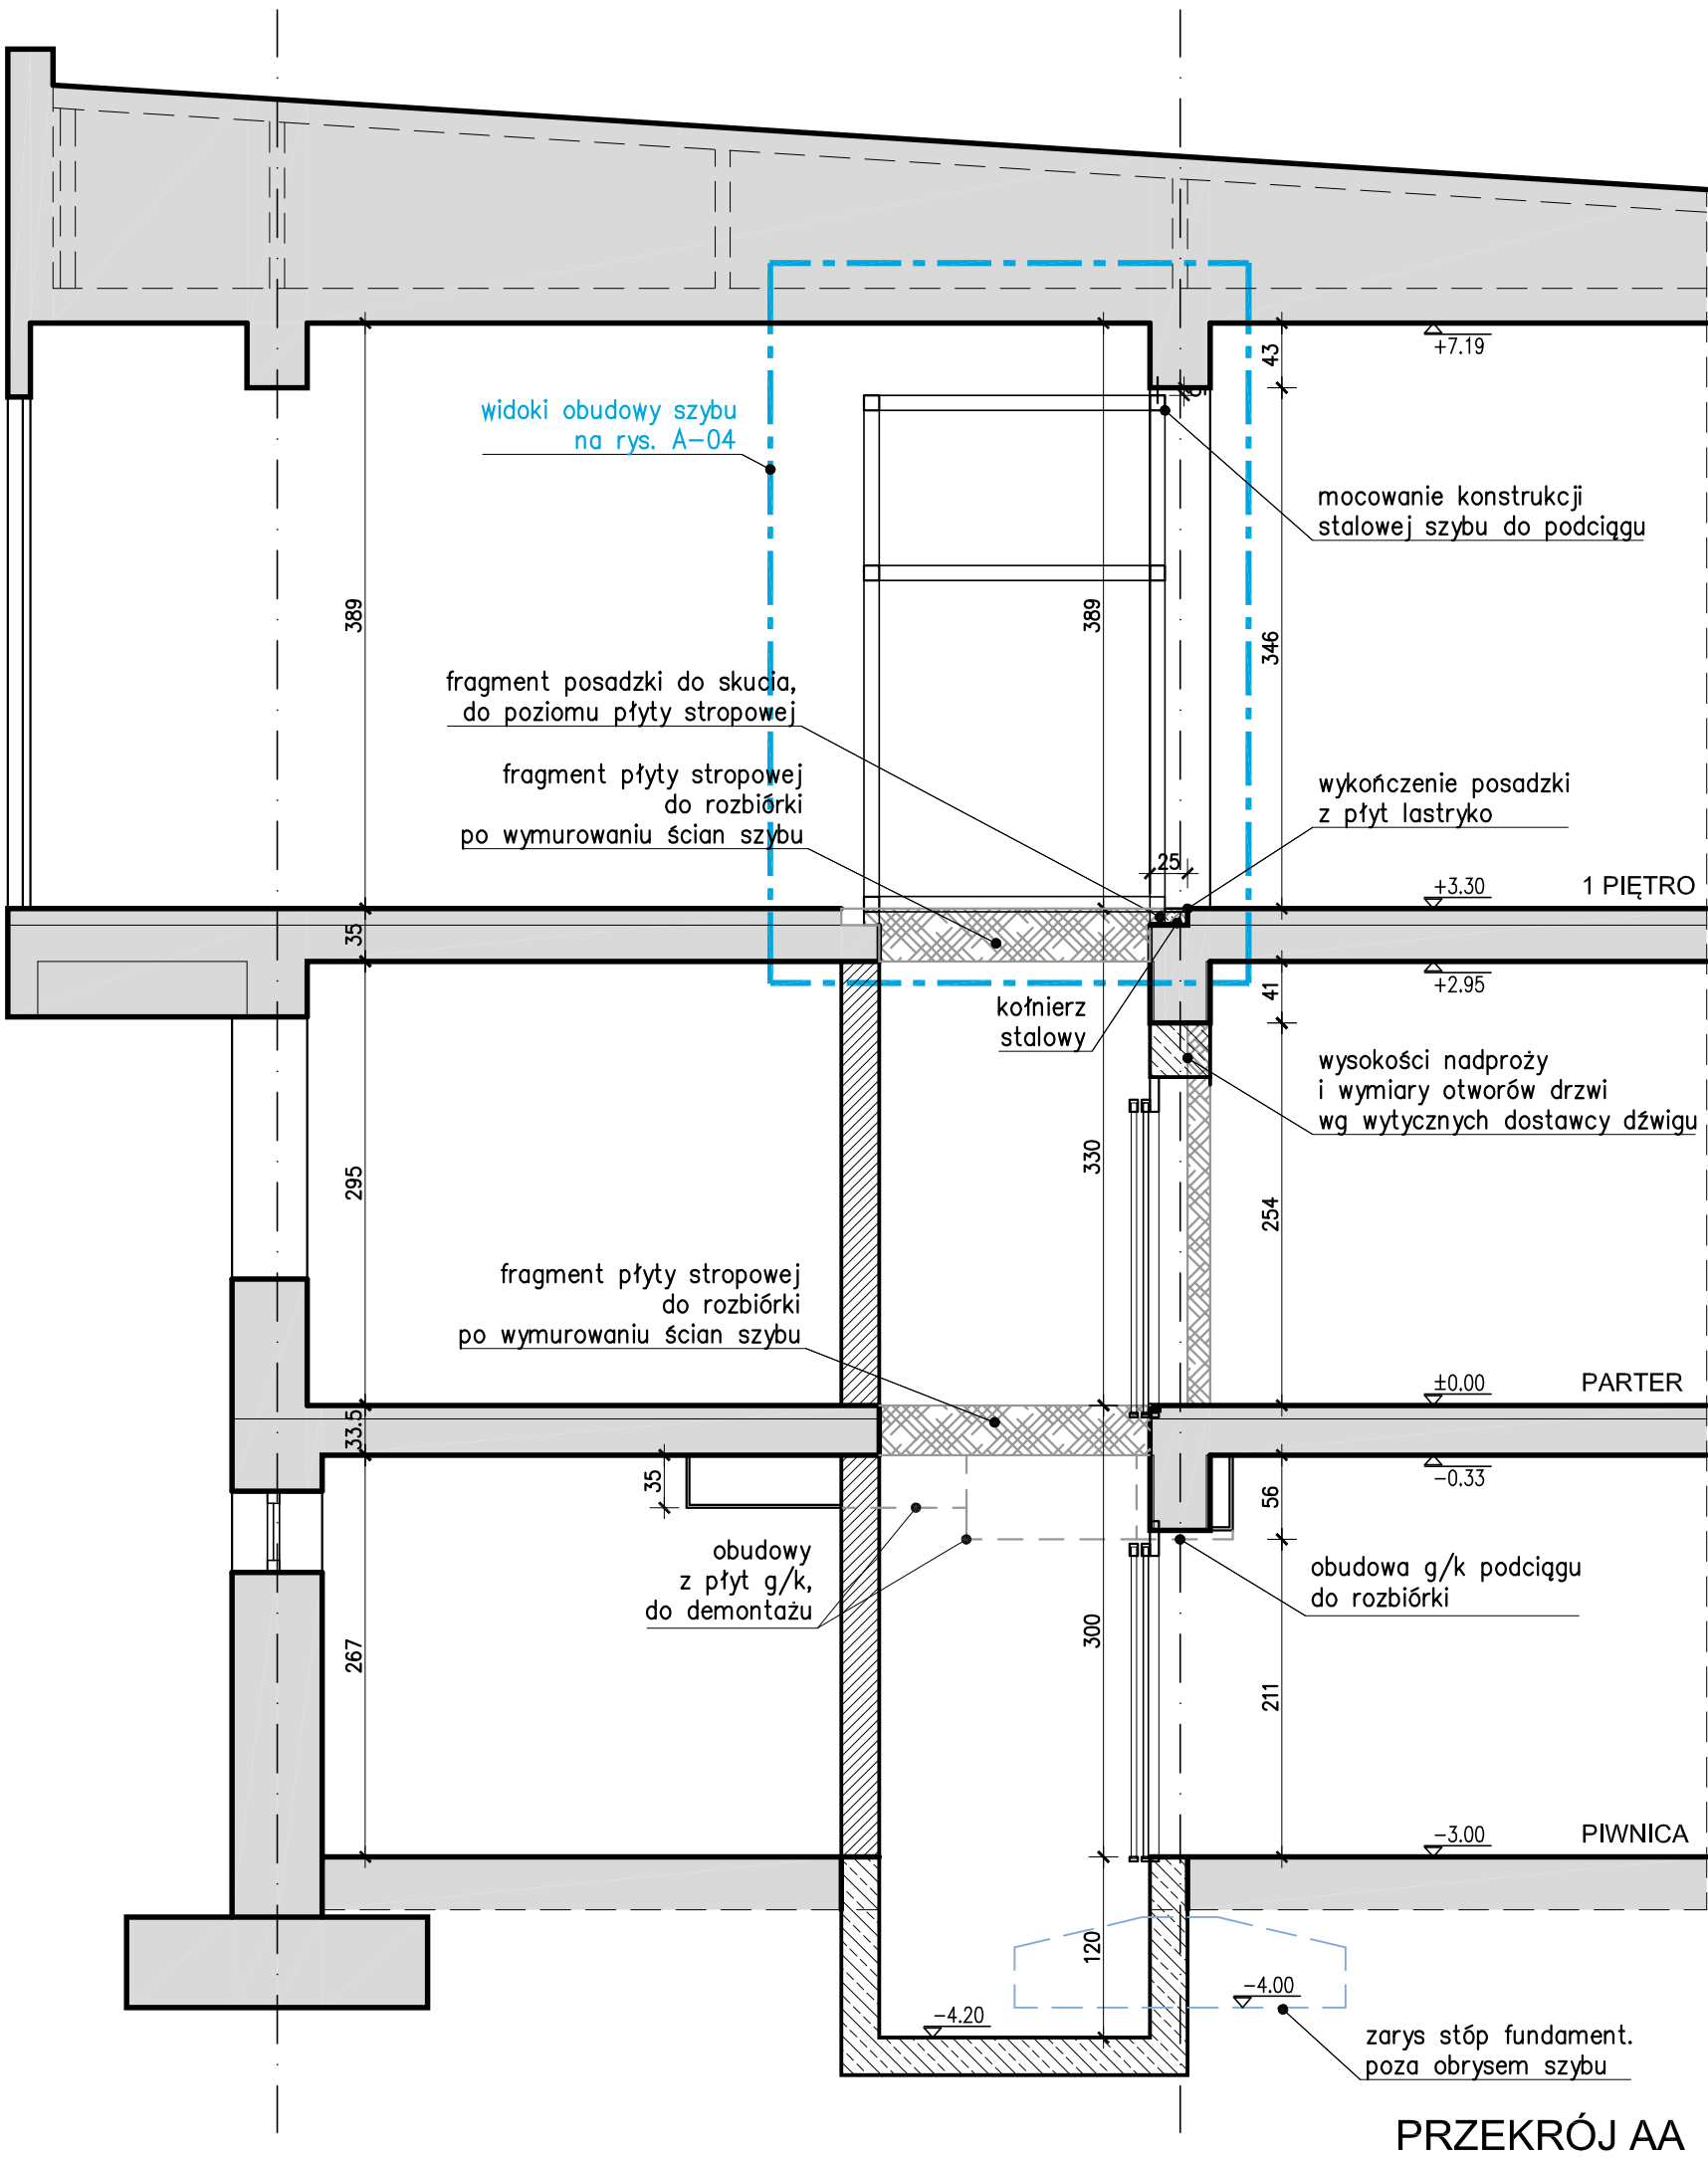 +7.19
43
5
widoki obudowy szybu
na rys. A-04
mocowanie konstrukcji
stalowej szybu do podciągu
389
389
346
fragment posadzki do skucia,
do poziomu płyty stropowej
fragment płyty stropowej
do rozbiórki
po wymurowaniu ścian szybu
wykończenie posadzki
z płyt lastryko
25
+3.30
1 PIĘTRO
35
41
+2.95
kołnierz
stalowy
wysokości nadproży
i wymiary otworów drzwi
wg wytycznych dostawcy dźwigu
295
330
254
fragment płyty stropowej
do rozbiórki
po wymurowaniu ścian szybu
±0.00
PARTER
33.5
35
56
-0.33
obudowy
z płyt g/k,
do demontażu
obudowa g/k podciągu
do rozbiórki
267
300
211
-3.00
PIWNICA
120
-4.00
-4.20
zarys stóp fundament.
poza obrysem szybu
PRZEKRÓJ AA